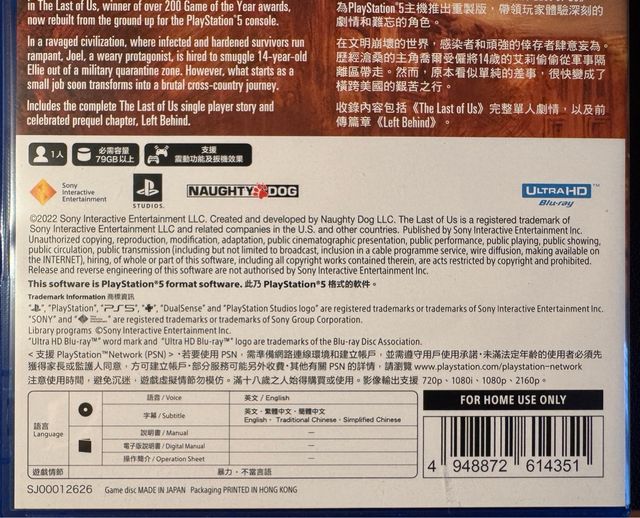 in The Last of Us, winner of over 200 Game of the Year awards,
now rebuilt from the ground up for the PlayStation®5 console.
In a ravaged civilization, where infected and hardened survivors run
rampant, Joel, a weary protagonist, is hired to smuggle 14-year-old
Ellie out of a military quarantine zone. However, what starts as a
small job soon transforms into a brutal cross-country journey.
Includes the complete The Last of Us single player story and
celebrated prequel chapter, Left Behind.
為PlayStation®5主機推出重製版，帶領玩家體驗深刻的
劇情和難忘的角色。
在文明崩壞的世界，感染者和頑強的倖存者肆意妄為。
歷經滄桑的主角喬爾受僱將14歲的艾莉偷偷從軍事隔
離區帶走。然而，原本看似單純的差事，很快變成了
橫跨美國的艱苦之行。
收錄內容包括《The Last of Us》完整單人劇情，以及前
傳篇章《Left Behind》。
1人
必需容量
79GB以上
支援
震動功能及扳機效果
Sony
Interactive
Entertainment
STUDIOS
NAUGHTY DOG
ULTRA HD
Blu-ray
TM
©2022 Sony Interactive Entertainment LLC. Created and developed by Naughty Dog LLC. The Last of Us is a registered trademark of
Sony Interactive Entertainment LLC and related companies in the U.S. and other countries. Published by Sony Interactive Entertainment Inc.
Unauthorized copying, reproduction, modification, adaptation, public cinematographic presentation, public performance, public playing, public showing,
public circulation, public transmission (including but not limited to broadcast, inclusion in a cable programme service, wire diffusion, making available on
the INTERNET), hiring, of whole or part of this software, including all copyright works contained herein, are acts restricted by copyright and prohibited.
Release and reverse engineering of this software are not authorised by Sony Interactive Entertainment Inc.
This software is PlayStation®5 format software. 此乃 PlayStation®5 格式的軟件。
Trademark Information 商標資訊
" ", "PlayStation", "PS5", " ", "DualSense" and "PlayStation Studios logo" are registered trademarks or trademarks of Sony Interactive Entertainment Inc.
"SONY" and " " are registered trademarks or trademarks of Sony Group Corporation.
Library programs ©Sony Interactive Entertainment Inc.
"Ultra HD Blu-ray™" word mark and "Ultra HD Blu-ray™" logo are trademarks of the Blu-ray Disc Association.
<支援 PlayStation™Network (PSN) >・若要使用 PSN，需準備網路連線環境和建立帳戶，並需遵守用戶使用承諾・未滿法定年齡的使用者必須先
獲得家長或監護人同意，方可建立帳戶・部分服務可能另外收費・其他有關 PSN 的詳情，請瀏覽 www.playstation.com/playstation-network
注意使用時間，避免沉迷，遊戲虛擬情節勿模仿。滿十八歲之人始得購買或使用。影像輸出支援 720p、1080i、1080p、2160p。
語言
Language
語音 / Voice
英文 / English
字幕 / Subtitle
英文・繁體中文・簡體中文
English、Traditional Chinese、Simplified Chinese
說明書 / Manual
—
電子版說明書 / Digital Manual
—
操作簡介 / Operation Sheet
—
遊戲情節
暴力、不當言語
FOR HOME USE ONLY
4 948872 614351
SJ00012626 Game disc MADE IN JAPAN Packaging PRINTED IN HONG KONG